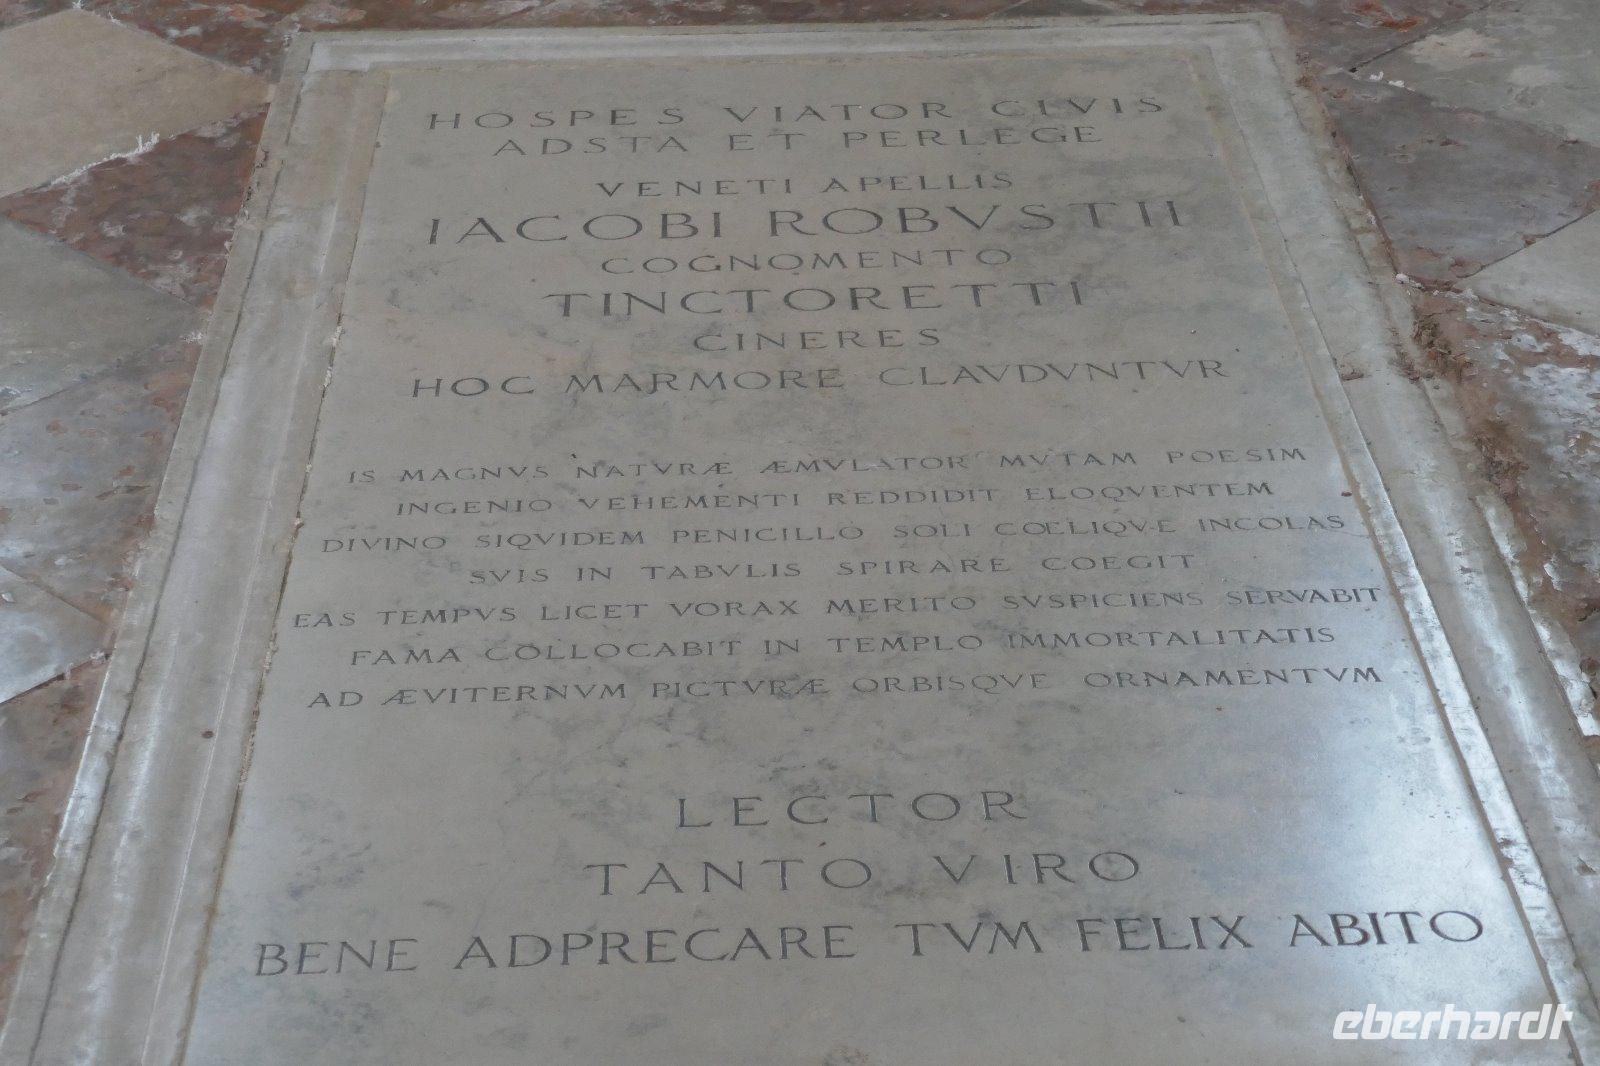 HOSPES VIATOR CIVIS
ADSTA ET PERLEGE
VENETI APELLIS
IACOBI ROBVSTII
COGNOMENTO
TINCTORETTI
CINERES
HOC MARMORE CLAVDVNTVR
IS MAGNVS NATVRÆ ÆMVLATOR MVTAM POESIM
INGENIO VEHEMENTI REDDIDIT ELOQVENTEM
DIVINO SIQVIDEM PENICILLO SOLI COELIQVE INCOLAS
SVIS IN TABVLIS SPIRARE COEGIT
EAS TEMPVS LICET VORAX MERITO SVSPICIENS SERVABIT
FAMA COLLOCABIT IN TEMPLO IMMORTALITATIS
AD ÆVITERNVM PICTVRÆ ORBISQVE ORNAMENTVM
LECTOR
TANTO VIRO
BENE ADPRECARE TVM FELIX ABITO
eberhardt